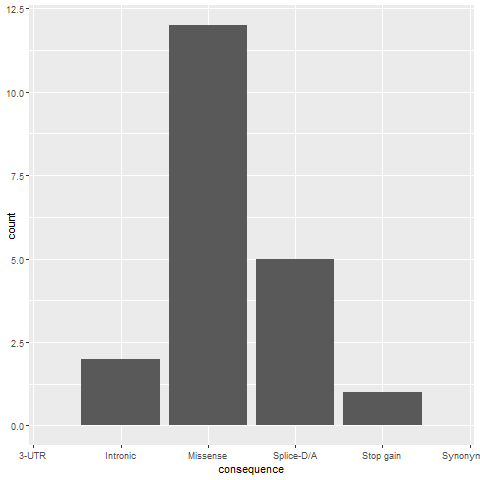 12.5
10.0
7.5
5.0
2.5
0.0
count
3-UTR Intronic Missense Splice-D/A Stop gain Synonyn
consequence